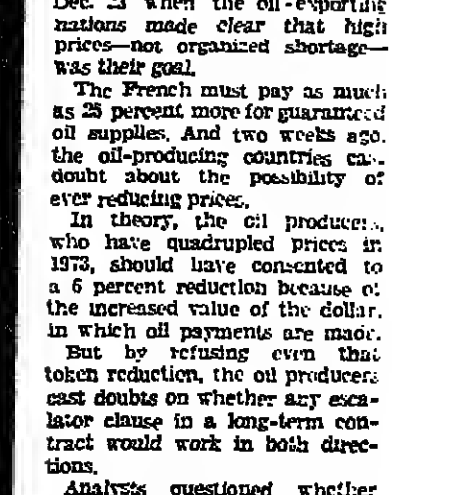 Dec. 23 when the oil-exporting
nations made clear that high
prices—not organized shortage—
was their goal.
The French must pay as much
as 25 percent more for guaranteed
oil supplies. And two weeks ago,
the oil-producing countries cast
doubt about the possibility of
ever reducing prices.
In theory, the oil producers,
who have quadrupled prices in
1973, should have consented to
a 6 percent reduction because of
the increased value of the dollar,
in which oil payments are made.
But by refusing even that
token reduction, the oil producers
cast doubts on whether any esca-
lator clause in a long-term con-
tract would work in both direc-
tions.
Analysts questioned whether